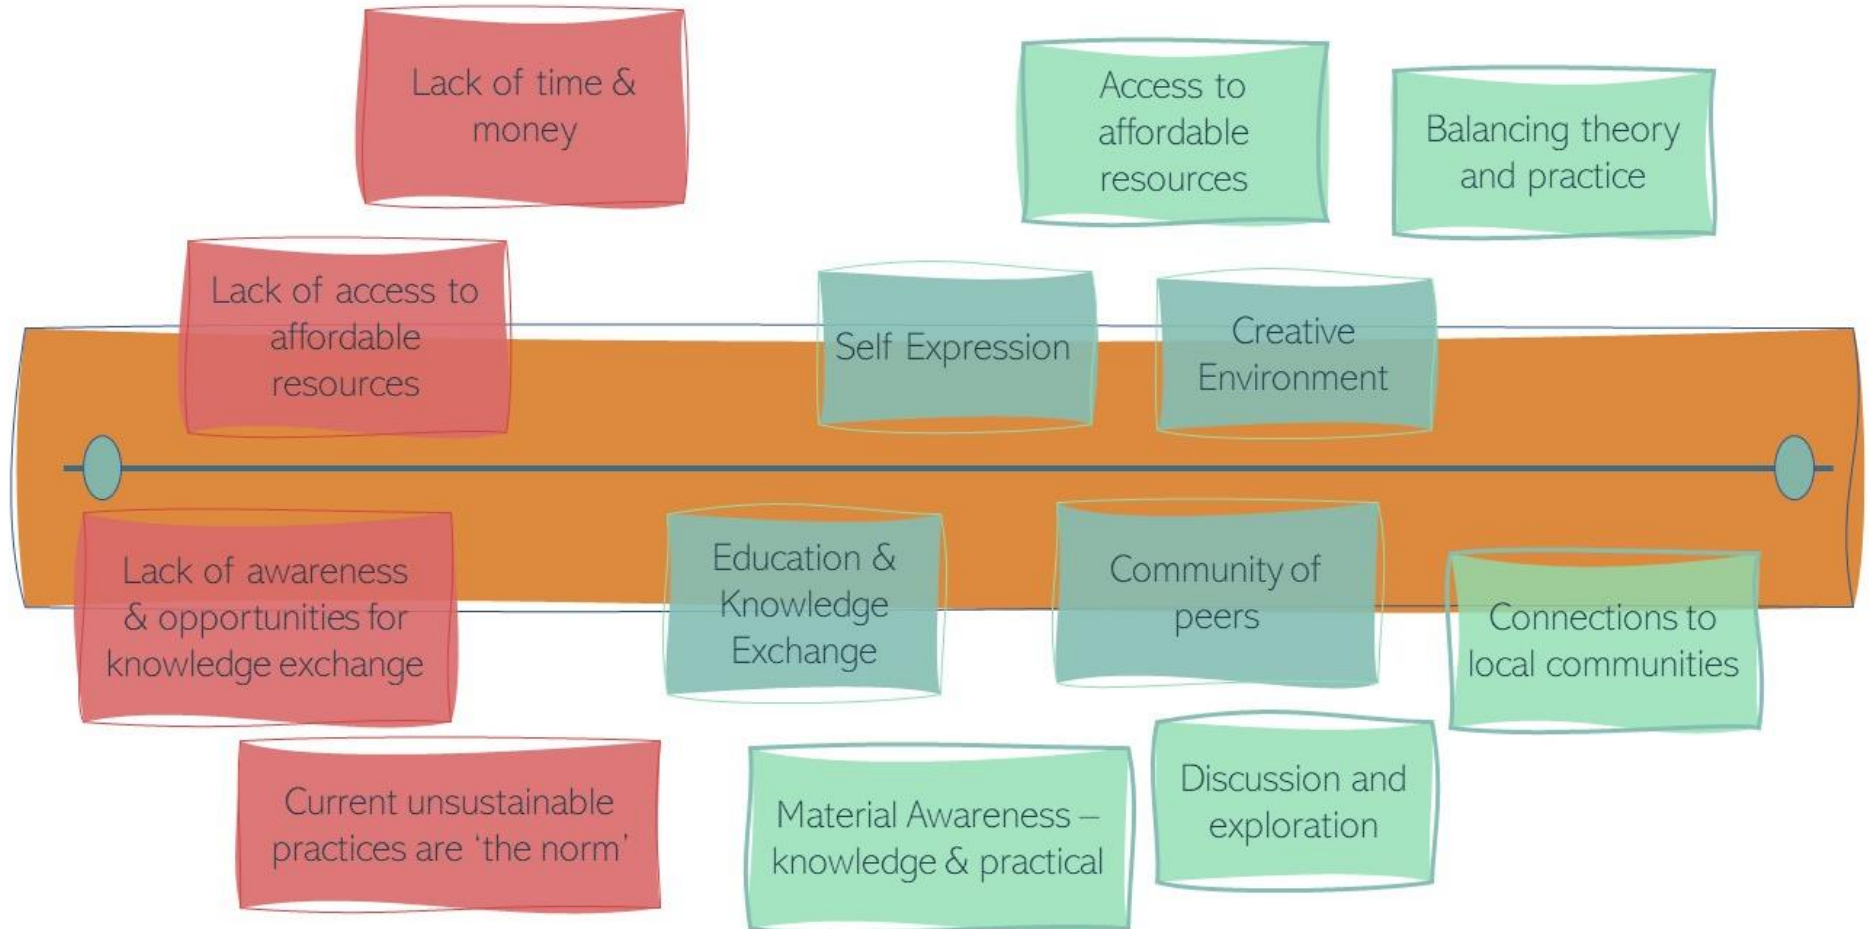 Lack of time &
money
Access to
affordable
resources
Balancing theory
and practice
Lack of access to
affordable
resources
Self Expression
Creative
Environment
Lack of awareness
& opportunities for
knowledge exchange
Education &
Knowledge
Exchange
Community of
peers
Connections to
local communities
Current unsustainable
practices are ‘the norm’
Material Awareness –
knowledge & practical
Discussion and
exploration